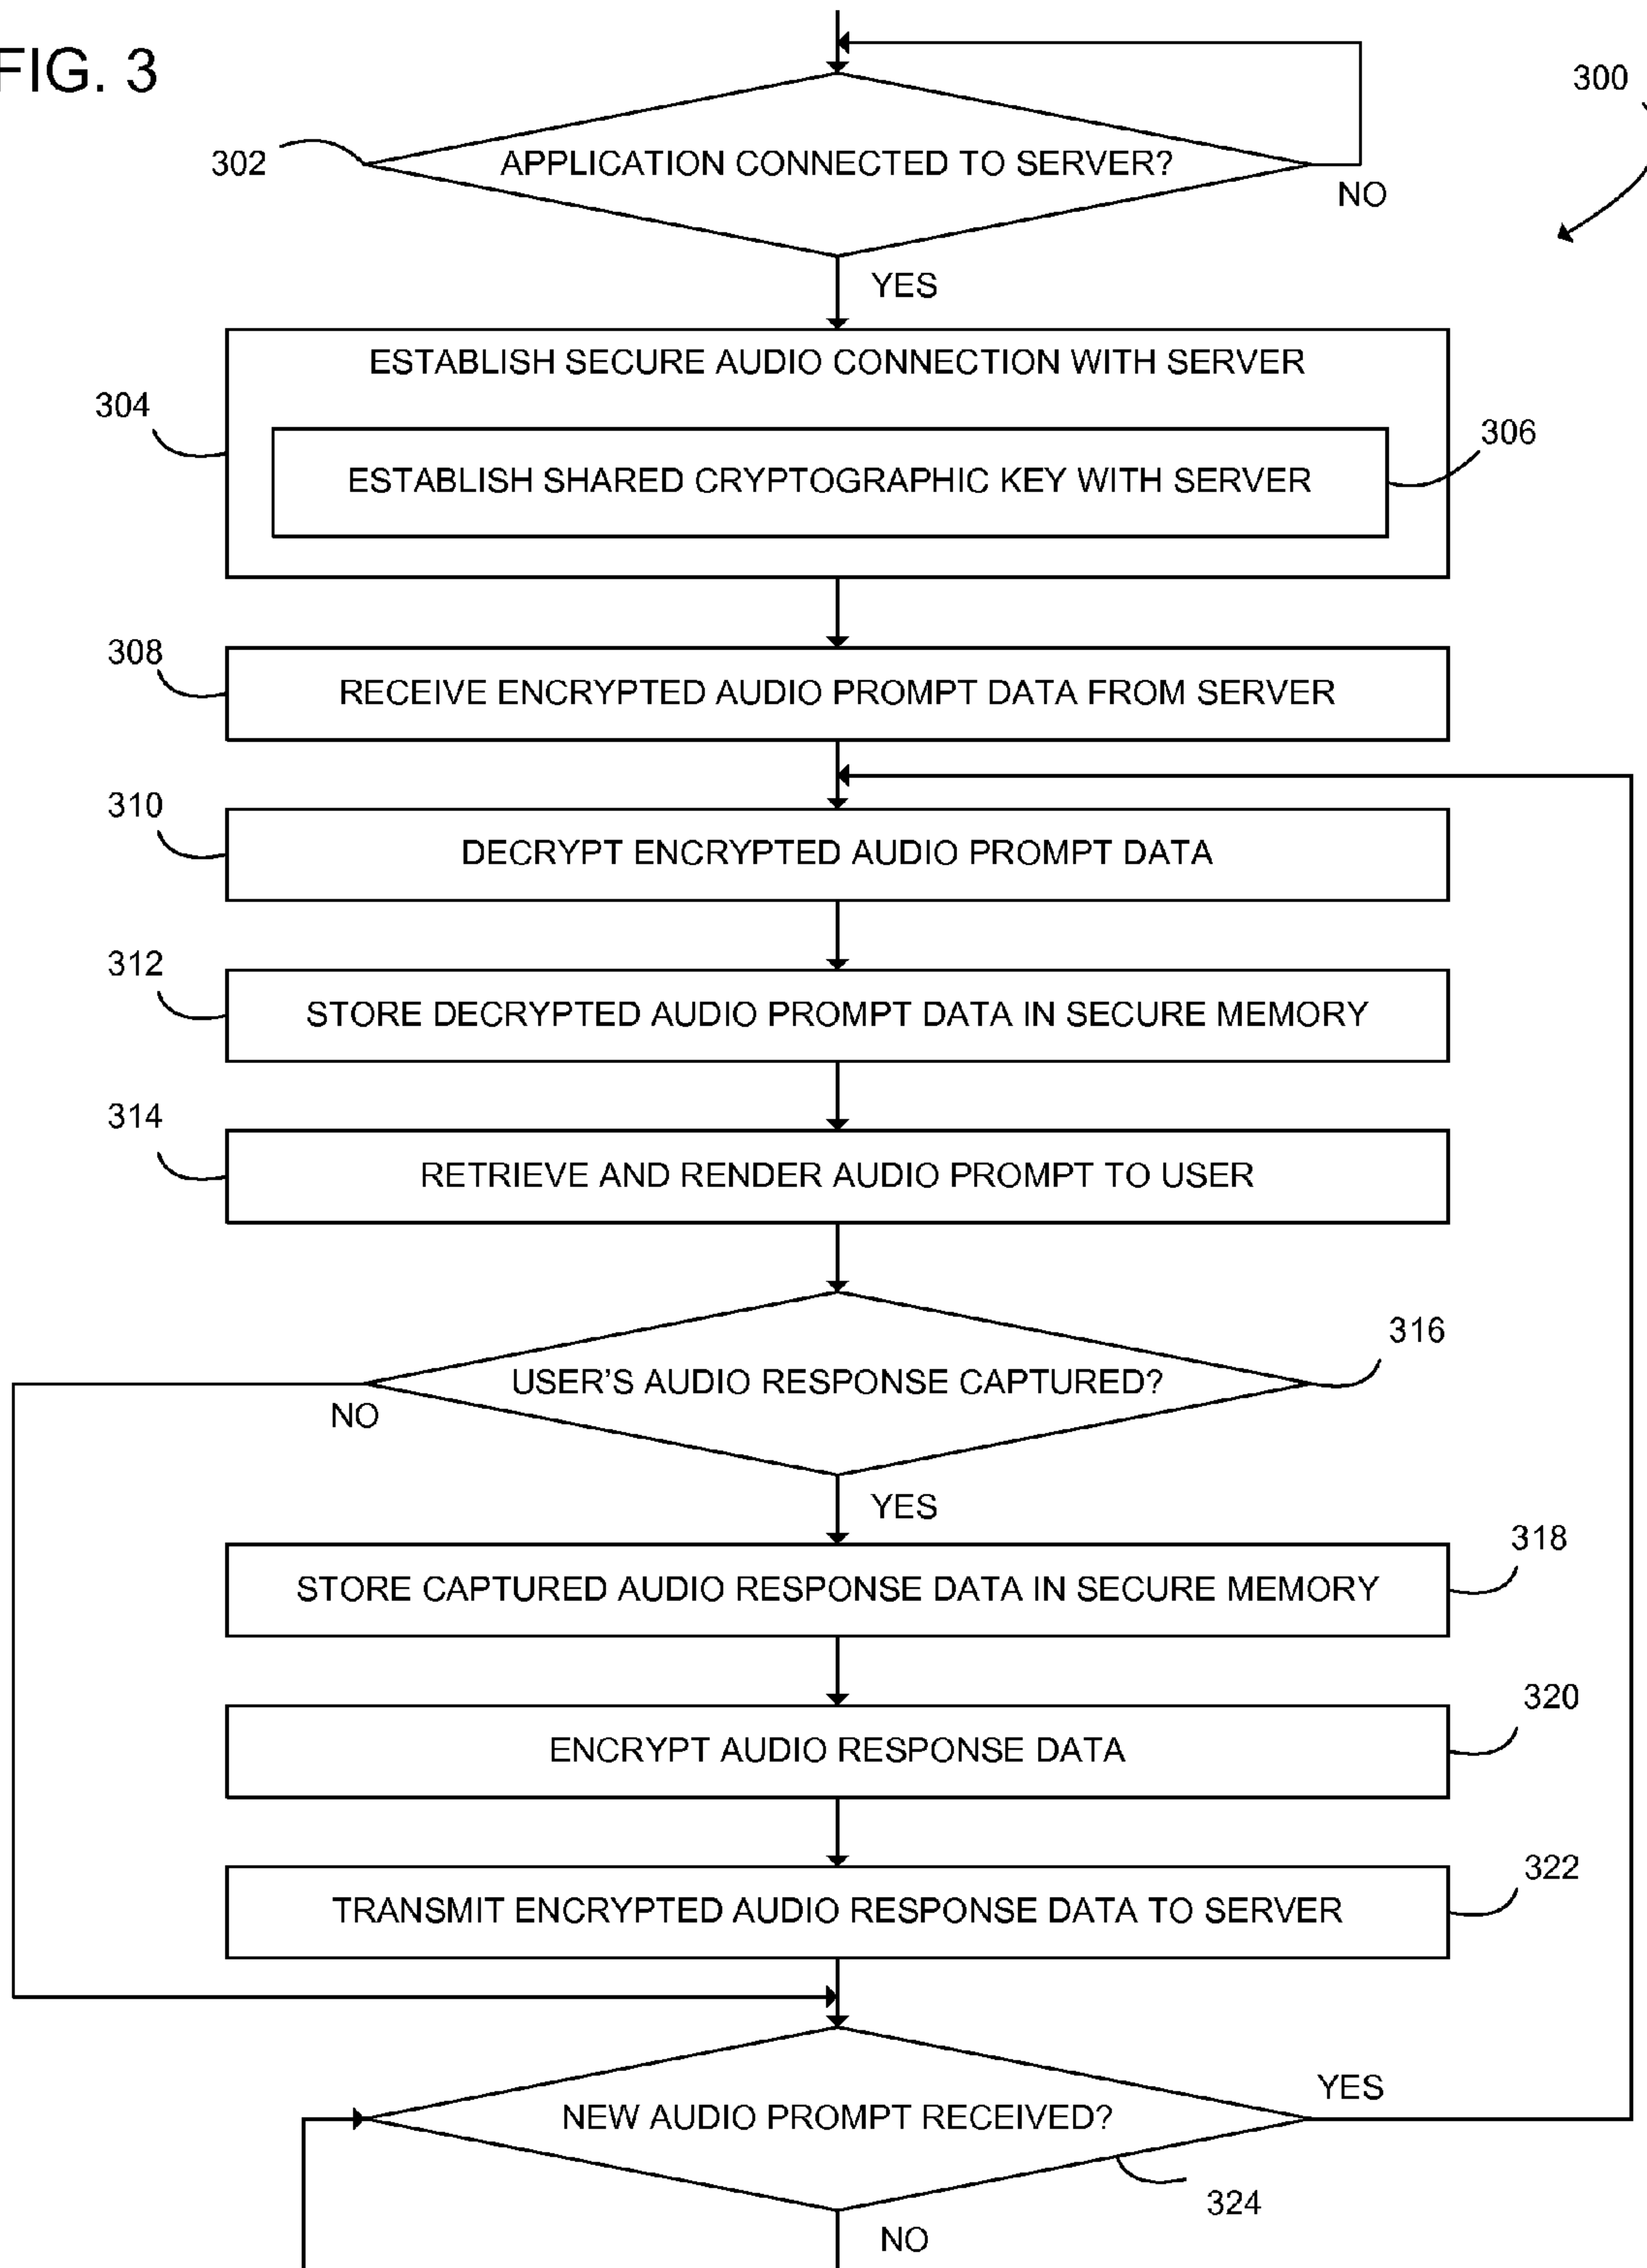 FIG. 3
300
302
APPLICATION CONNECTED TO SERVER?
NO
YES
ESTABLISH SECURE AUDIO CONNECTION WITH SERVER
304
306
ESTABLISH SHARED CRYPTOGRAPHIC KEY WITH SERVER
308
RECEIVE ENCRYPTED AUDIO PROMPT DATA FROM SERVER
310
DECRYPT ENCRYPTED AUDIO PROMPT DATA
312
STORE DECRYPTED AUDIO PROMPT DATA IN SECURE MEMORY
314
RETRIEVE AND RENDER AUDIO PROMPT TO USER
316
USER'S AUDIO RESPONSE CAPTURED?
NO
YES
318
STORE CAPTURED AUDIO RESPONSE DATA IN SECURE MEMORY
320
ENCRYPT AUDIO RESPONSE DATA
322
TRANSMIT ENCRYPTED AUDIO RESPONSE DATA TO SERVER
YES
NEW AUDIO PROMPT RECEIVED?
324
NO